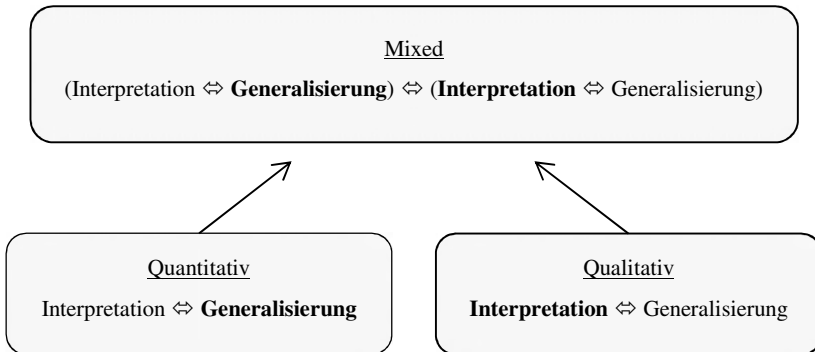 Mixed
(Interpretation ⇔ Generalisierung) ⇔ (Interpretation ⇔ Generalisierung)
Quantitativ
Interpretation ⇔ Generalisierung
Qualitativ
Interpretation ⇔ Generalisierung